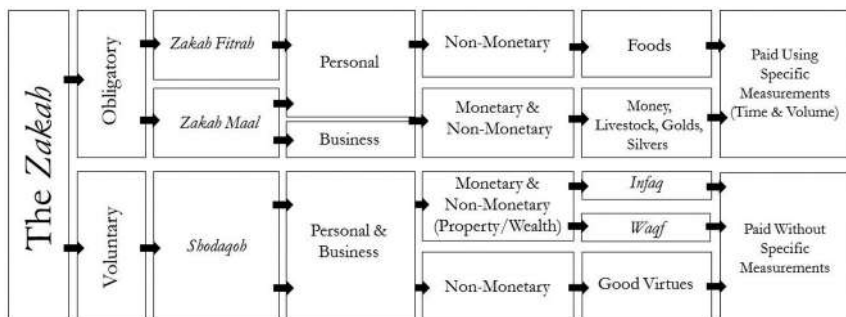 The Zakah
Obligatory
Zakah Fitrah
Personal
Non-Monetary
Foods
Paid Using
Specific
Measurements
(Time & Volume)
Zakah Maal
Business
Monetary &
Non-Monetary
Money,
Livestock, Golds,
Silvers
Voluntary
Shodaqoh
Personal &
Business
Monetary &
Non-Monetary
(Property/Wealth)
Infaq
Waqf
Paid Without
Specific
Measurements
Non-Monetary
Good Virtues